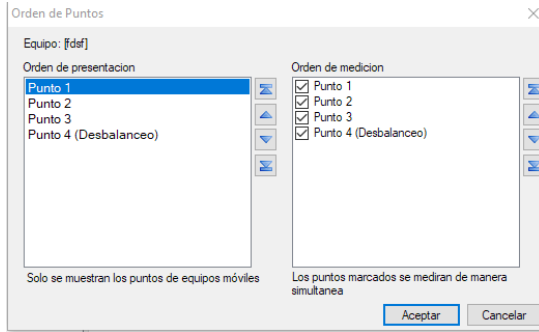 Orden de Puntos
Equipo: [fdsf]
Orden de presentacion
Punto 1
Punto 2
Punto 3
Punto 4 (Desbalanceo)
Solo se muestran los puntos de equipos móviles
Orden de medicion
Punto 1
Punto 2
Punto 3
Punto 4 (Desbalanceo)
Los puntos marcados se mediran de manera
simultanea
Aceptar
Cancelar